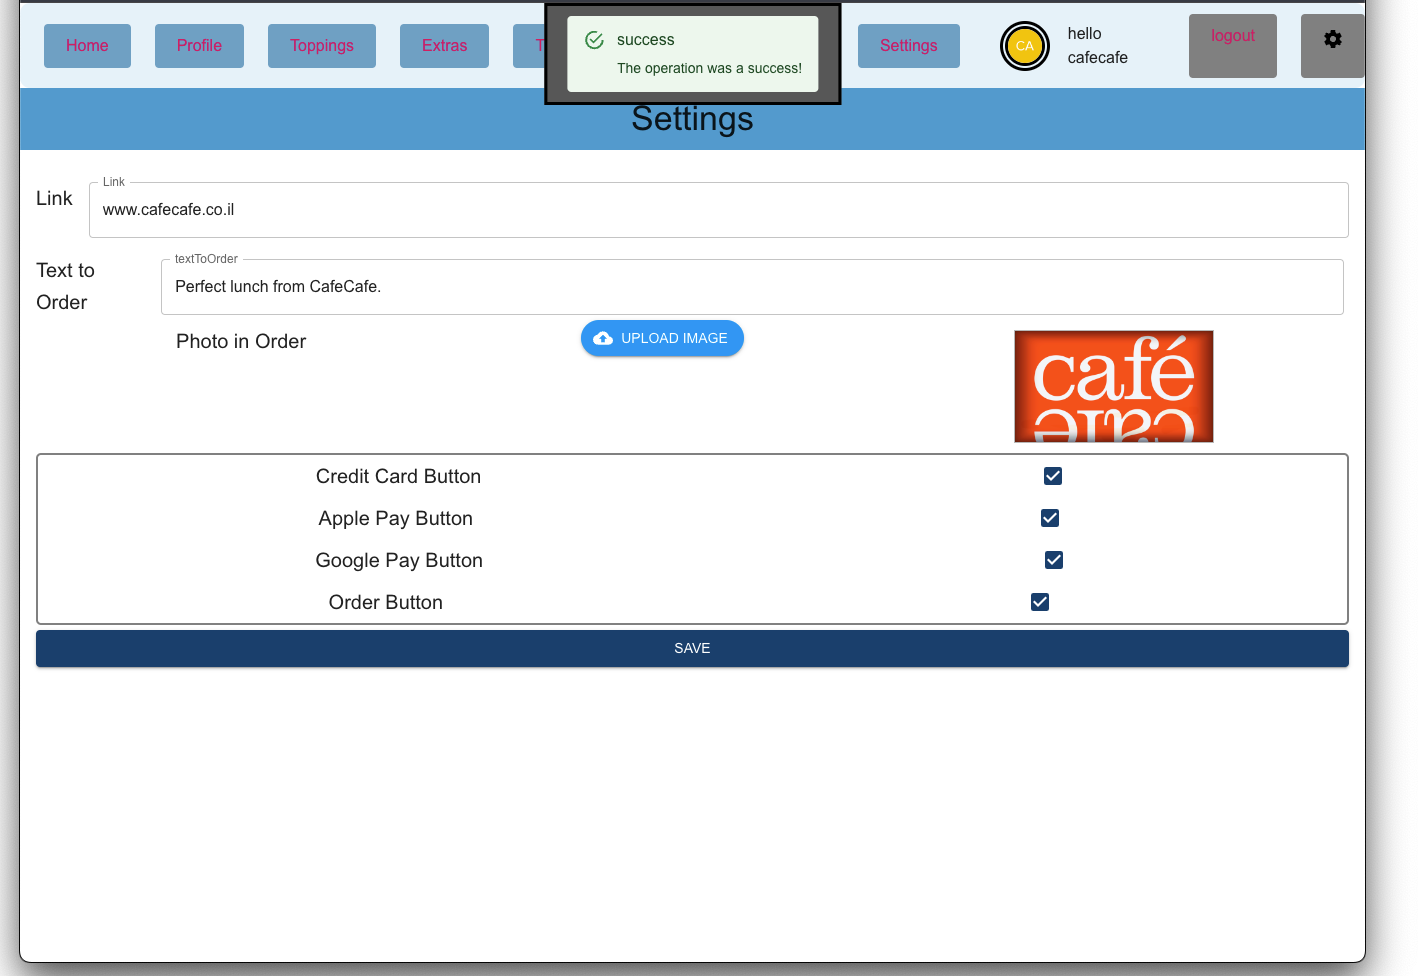 Home
Profile
Toppings
Extras
T
success
The operation was a success!
Settings
CA
hello
cafecafe
logout
Settings
Link
Link
www.cafecafe.co.il
Text to
Order
textToOrder
Perfect lunch from CafeCafe.
Photo in Order
UPLOAD IMAGE
café
Credit Card Button
Apple Pay Button
Google Pay Button
Order Button
SAVE